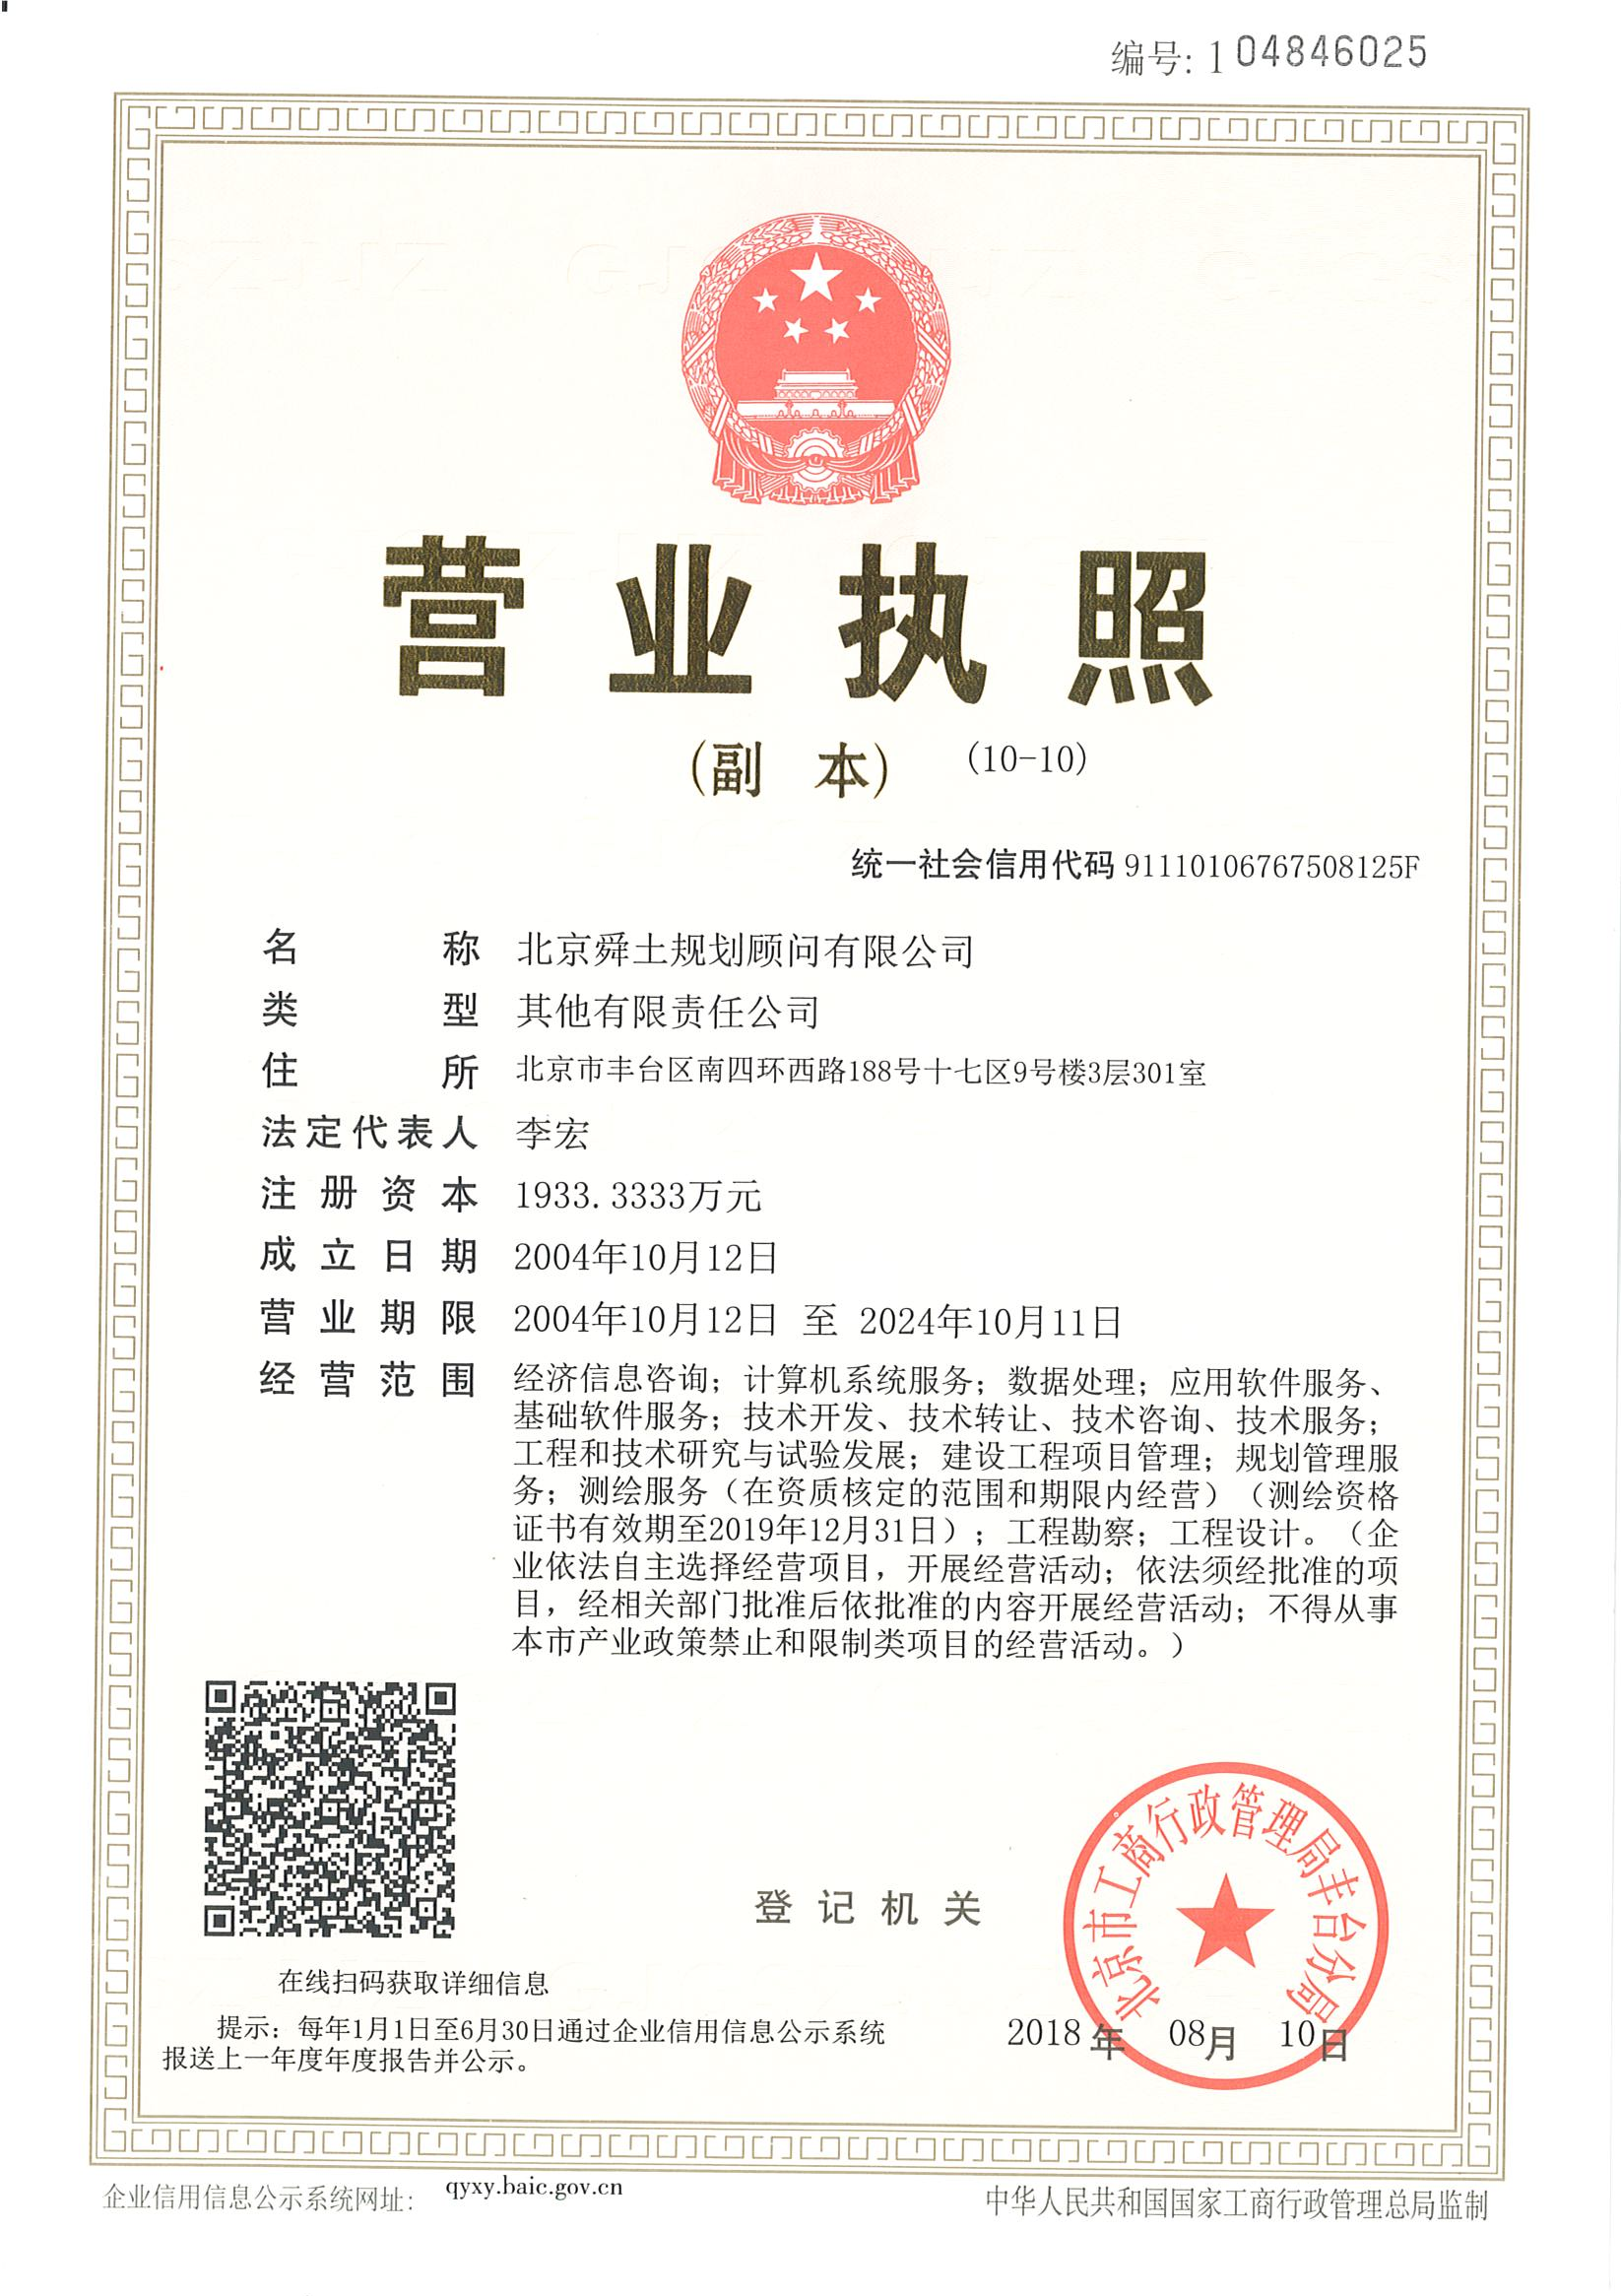 编号: 1 04846025
营业执照
(副 本) (10-10)
统一社会信用代码 91110106767508125F
名称 北京舜土规划顾问有限公司
类型 其他有限责任公司
住所 北京市丰台区南四环西路188号十七区9号楼3层301室
法定代表人 李宏
注册资本 1933.3333万元
成立日期 2004年10月12日
营业期限 2004年10月12日 至 2024年10月11日
经营范围 经济信息咨询；计算机系统服务；数据处理；应用软件服务、
基础软件服务；技术开发、技术转让、技术咨询、技术服务；
工程和技术研究与试验发展；建设工程项目管理；规划管理服
务；测绘服务（在资质核定的范围和期限内经营）（测绘资格
证书有效期至2019年12月31日）；工程勘察；工程设计。（企
业依法自主选择经营项目，开展经营活动；依法须经批准的项
目，经相关部门批准后依批准的内容开展经营活动；不得从事
本市产业政策禁止和限制类项目的经营活动。）
北京市工商行政管理局丰台分局
登记机关
在线扫码获取详细信息
提示：每年1月1日至6月30日通过企业信用信息公示系统
报送上一年度年度报告并公示。
2018年 08月 10日
企业信用信息公示系统网址: qyxy.baic.gov.cn
中华人民共和国国家工商行政管理总局监制